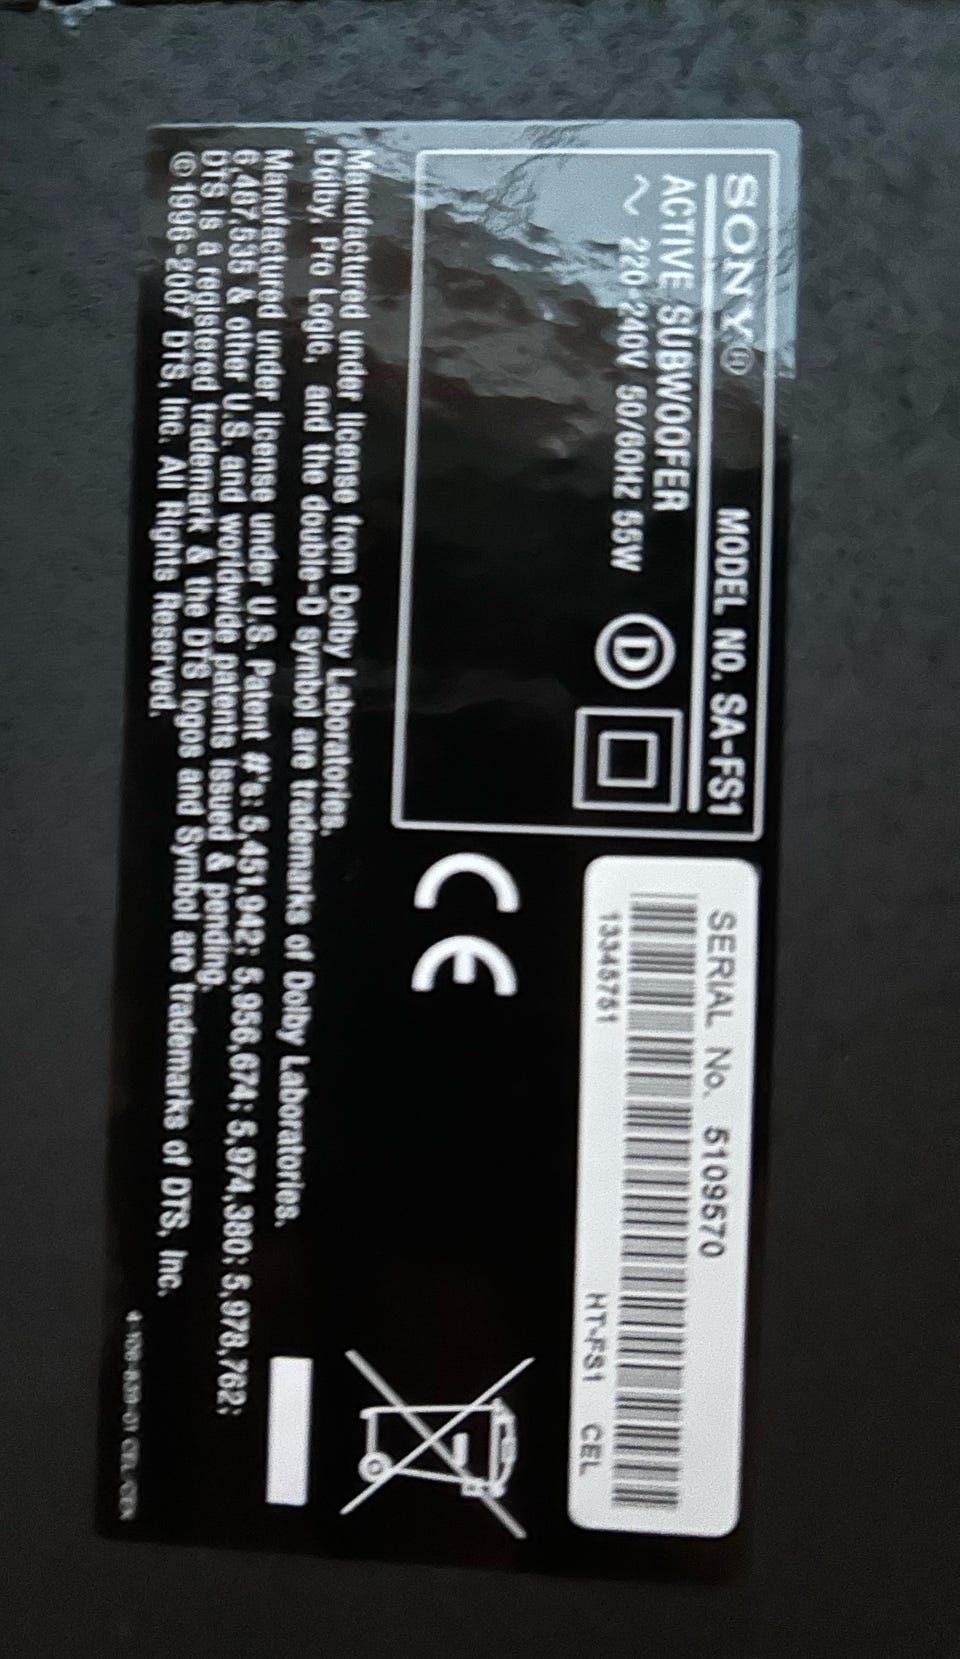 SONY® MODEL NO. SA-FS1
ACTIVE SUBWOOFER
~ 220-240V 50/60HZ 55W D
SERIAL No. 5109570
13345751
HT-FS1 CEL
CE
Manufactured under license from Dolby Laboratories.
Dolby, Pro Logic, and the double-D symbol are trademarks of Dolby Laboratories.
Manufactured under license under U.S. Patent #'s: 5,451,942; 5,956,674; 5,974,380; 5,978,762;
6,487,535 & other U.S. and worldwide patents issued & pending.
DTS is a registered trademark & the DTS logos and Symbol are trademarks of DTS, Inc.
©1996-2007 DTS, Inc. All Rights Reserved.